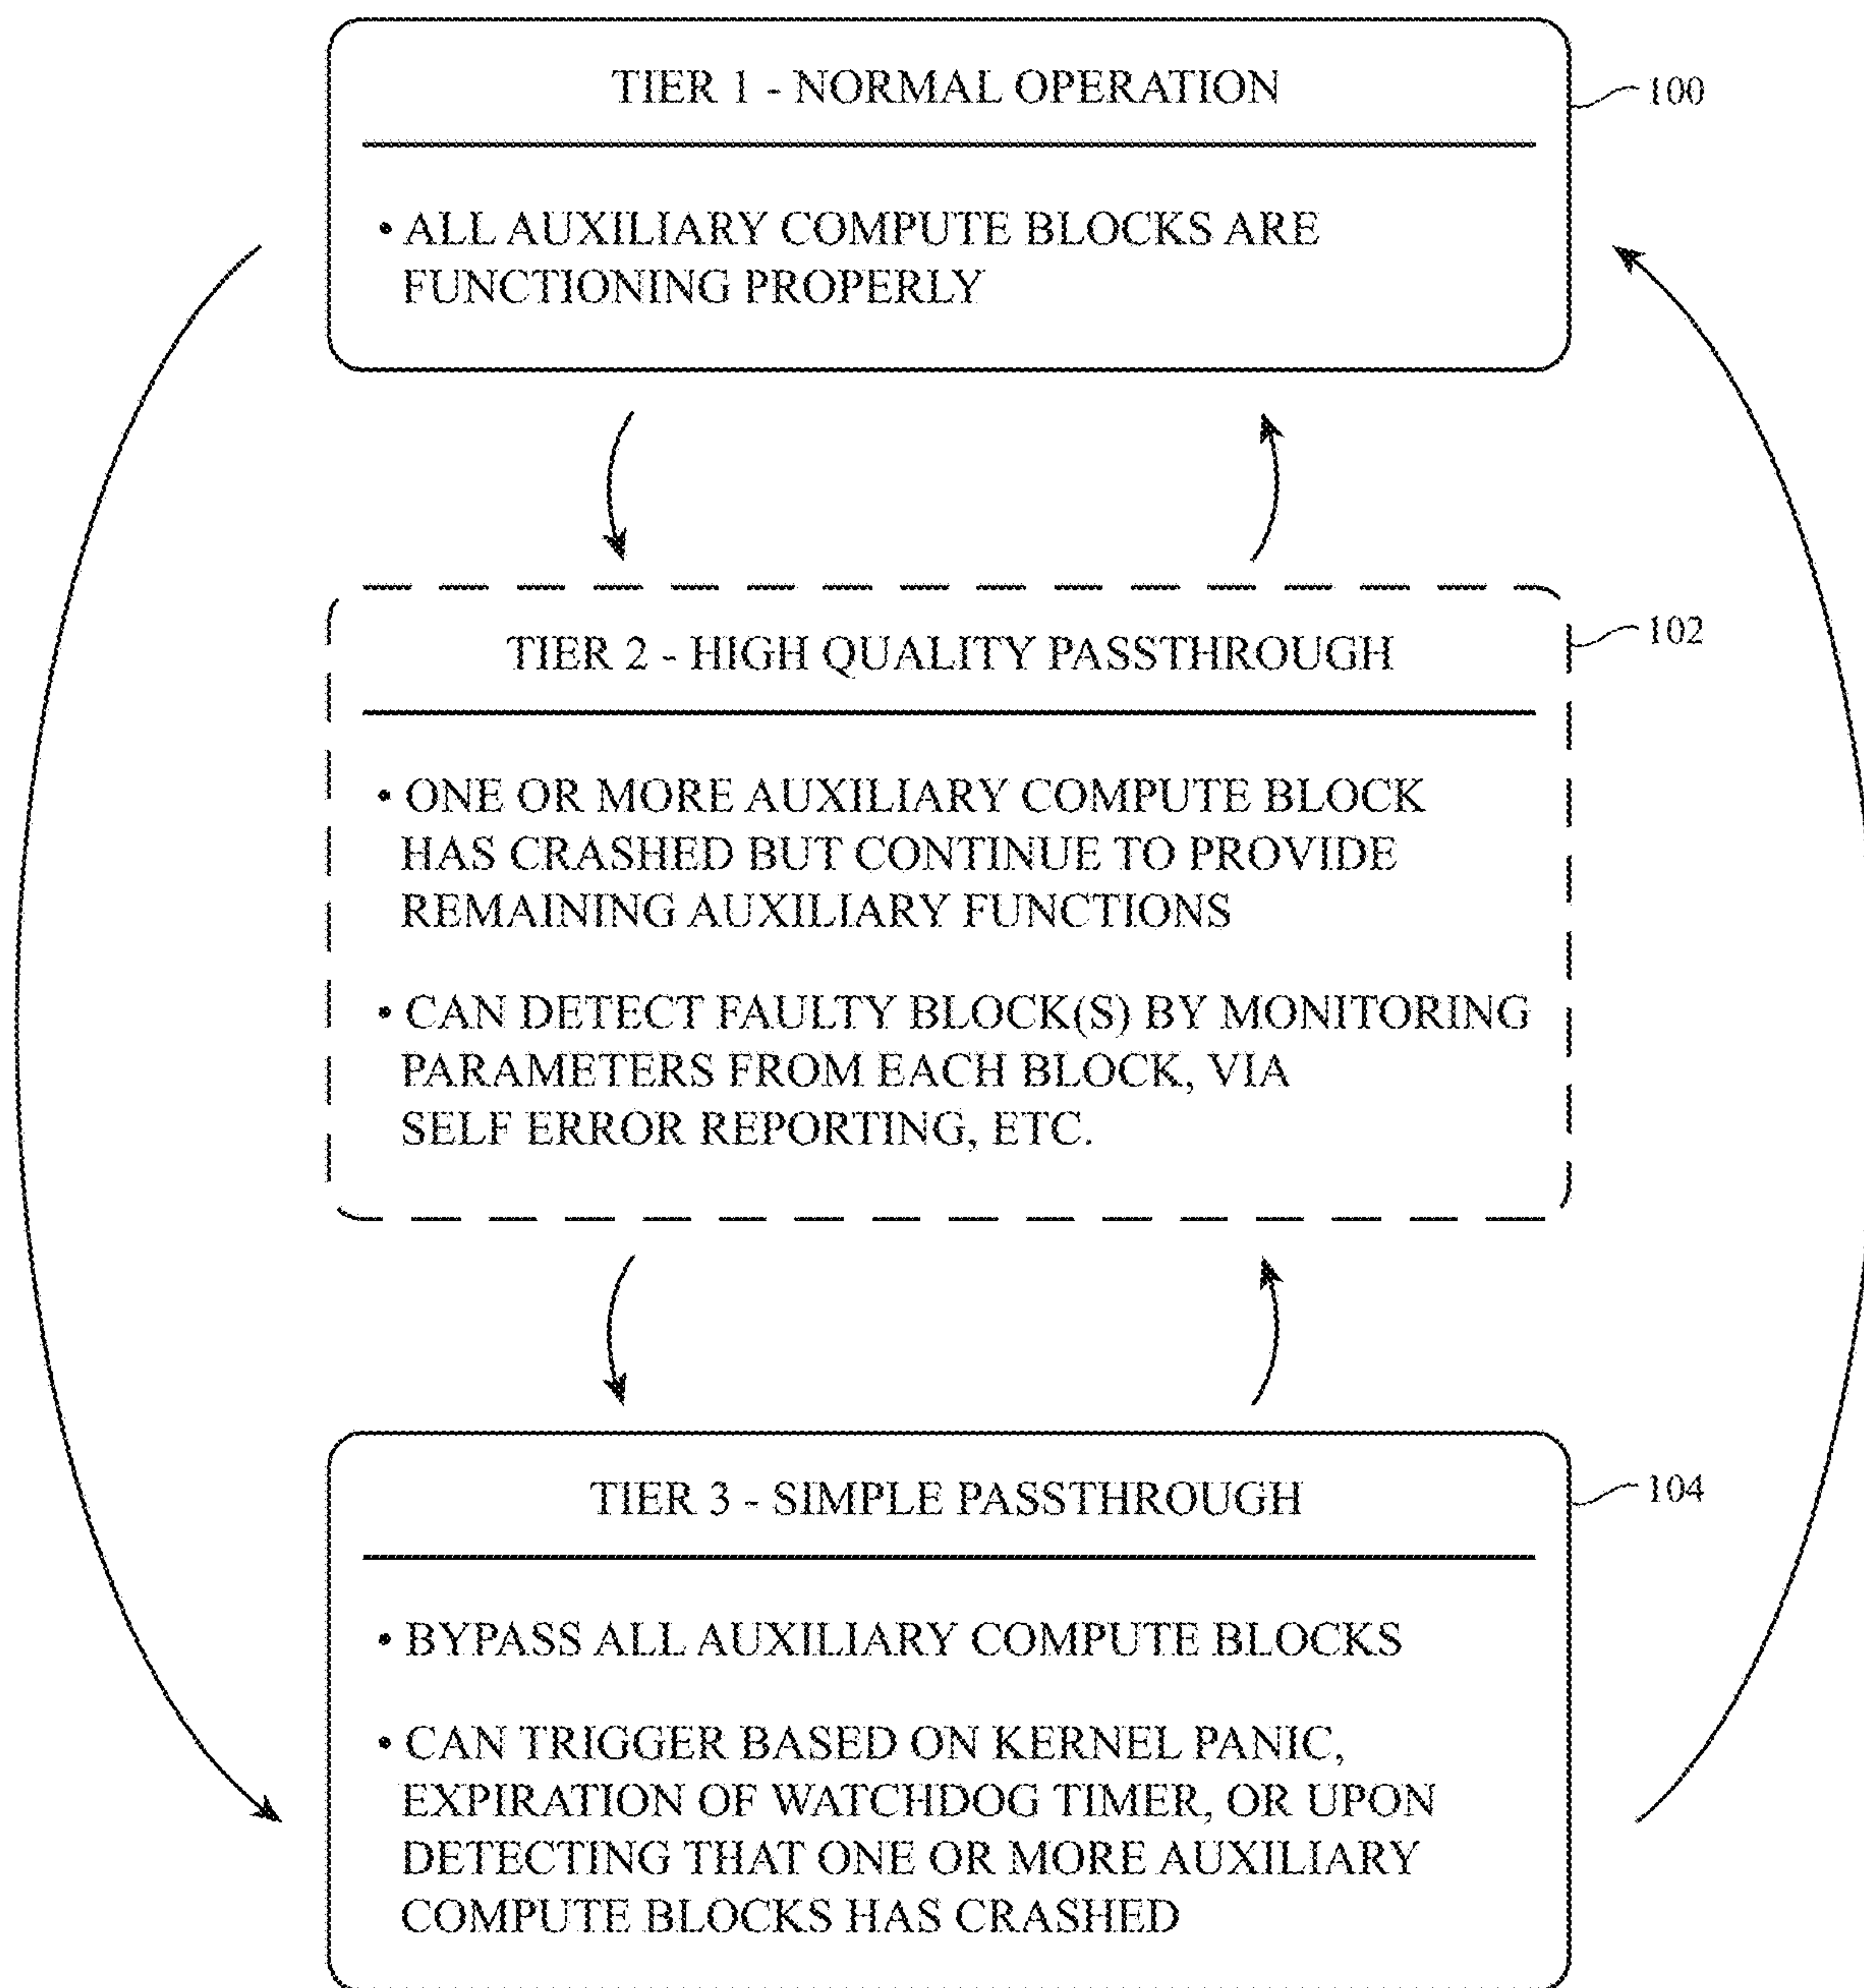 TIER 1 - NORMAL OPERATION
100
• ALL AUXILIARY COMPUTE BLOCKS ARE
FUNCTIONING PROPERLY
TIER 2 - HIGH QUALITY PASSTHROUGH
102
• ONE OR MORE AUXILIARY COMPUTE BLOCK
HAS CRASHED BUT CONTINUE TO PROVIDE
REMAINING AUXILIARY FUNCTIONS
• CAN DETECT FAULTY BLOCK(S) BY MONITORING
PARAMETERS FROM EACH BLOCK, VIA
SELF ERROR REPORTING, ETC.
TIER 3 - SIMPLE PASSTHROUGH
104
• BYPASS ALL AUXILIARY COMPUTE BLOCKS
• CAN TRIGGER BASED ON KERNEL PANIC,
EXPIRATION OF WATCHDOG TIMER, OR UPON
DETECTING THAT ONE OR MORE AUXILIARY
COMPUTE BLOCKS HAS CRASHED